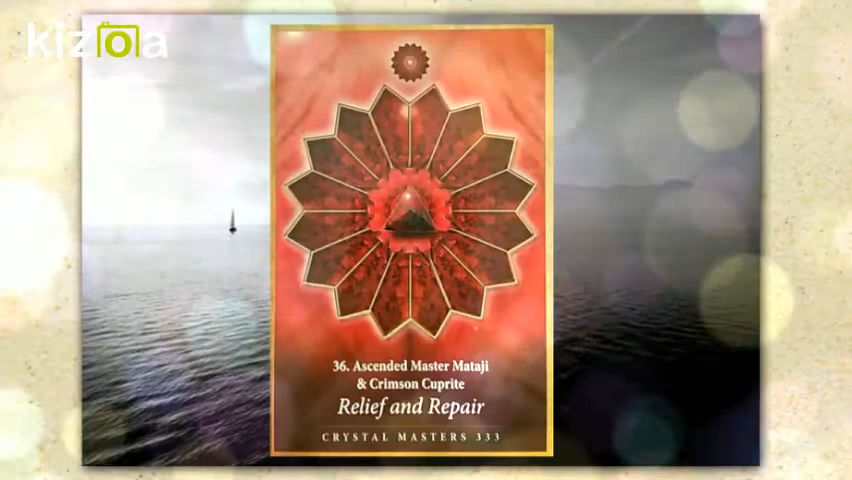 kizoa
36. Ascended Master Mataji
& Crimson Cuprite
Relief and Repair
CRYSTAL MASTERS 333